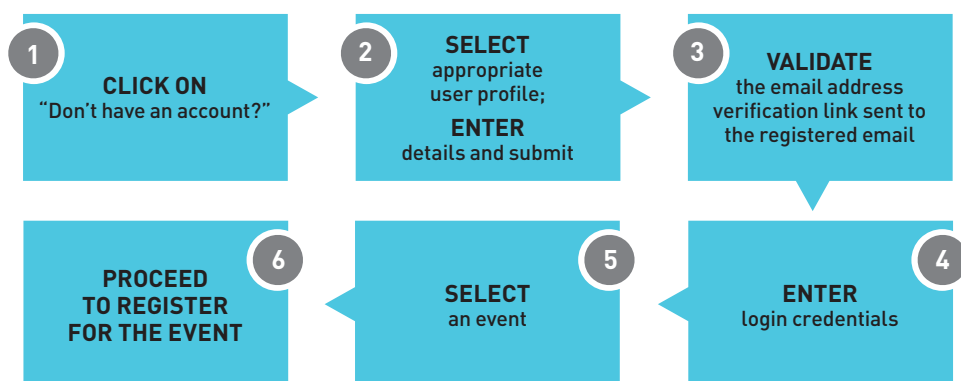 1
CLICK ON
“Don’t have an account?”
2
SELECT
appropriate
user profile;
ENTER
details and submit
3
VALIDATE
the email address
verification link sent to
the registered email
4
ENTER
login credentials
5
SELECT
an event
6
PROCEED
TO REGISTER
FOR THE EVENT